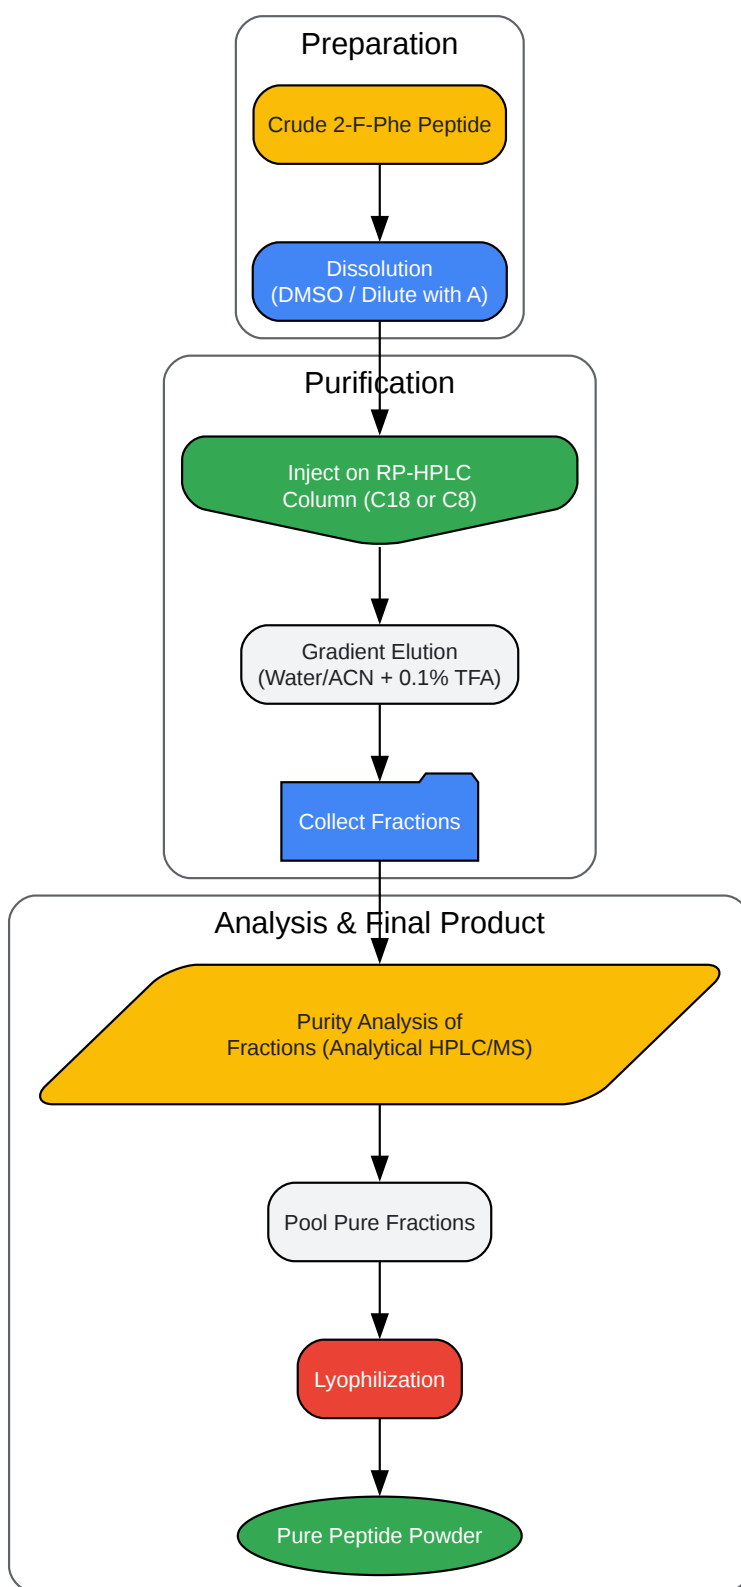 Preparation
Crude 2-F-Phe Peptide
Dissolution
(DMSO / Dilute with A)
Purification
Inject on RP-HPLC
Column (C18 or C8)
Gradient Elution
(Water/ACN + 0.1% TFA)
Collect Fractions
Analysis & Final Product
Purity Analysis of
Fractions (Analytical HPLC/MS)
Pool Pure Fractions
Lyophilization
Pure Peptide Powder